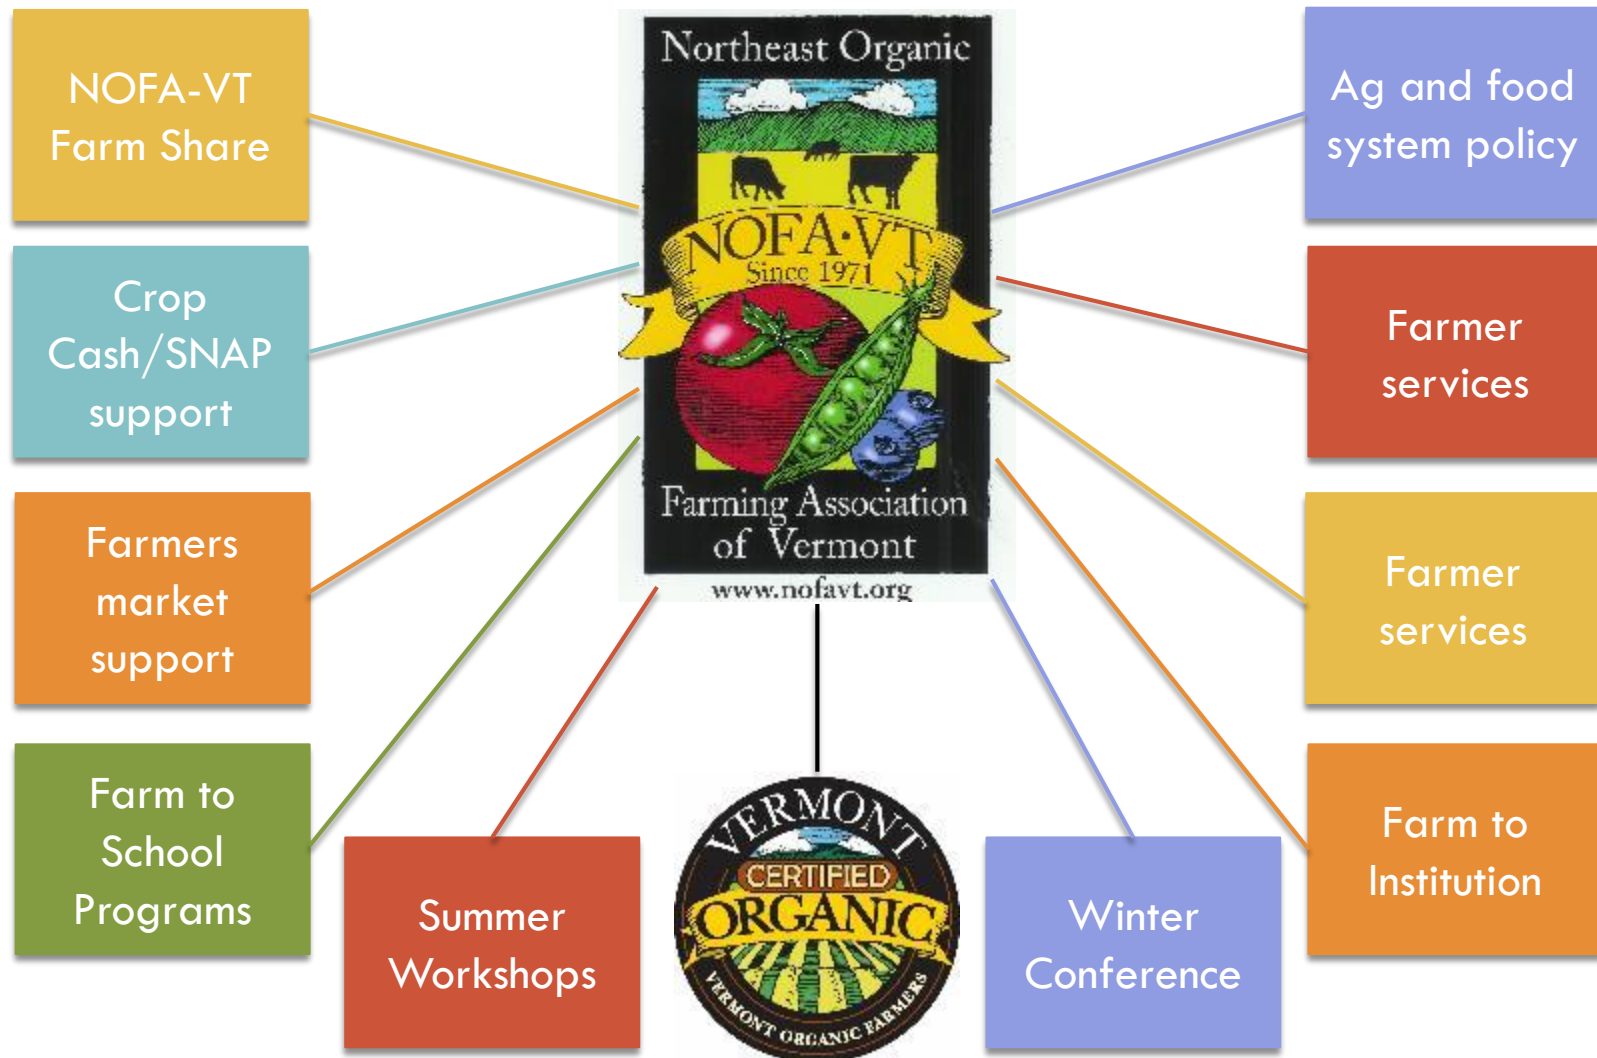 NOFA-VT
Farm Share
Crop
Cash/SNAP
support
Farmers
market
support
Farm to
School
Programs
Summer
Workshops
Northeast Organic
NOFA·VT
Since 1971
Farming Association
of Vermont
www.nofavt.org
VERMONT
CERTIFIED
ORGANIC
VERMONT ORGANIC FARMERS
Winter
Conference
Ag and food
system policy
Farmer
services
Farmer
services
Farm to
Institution